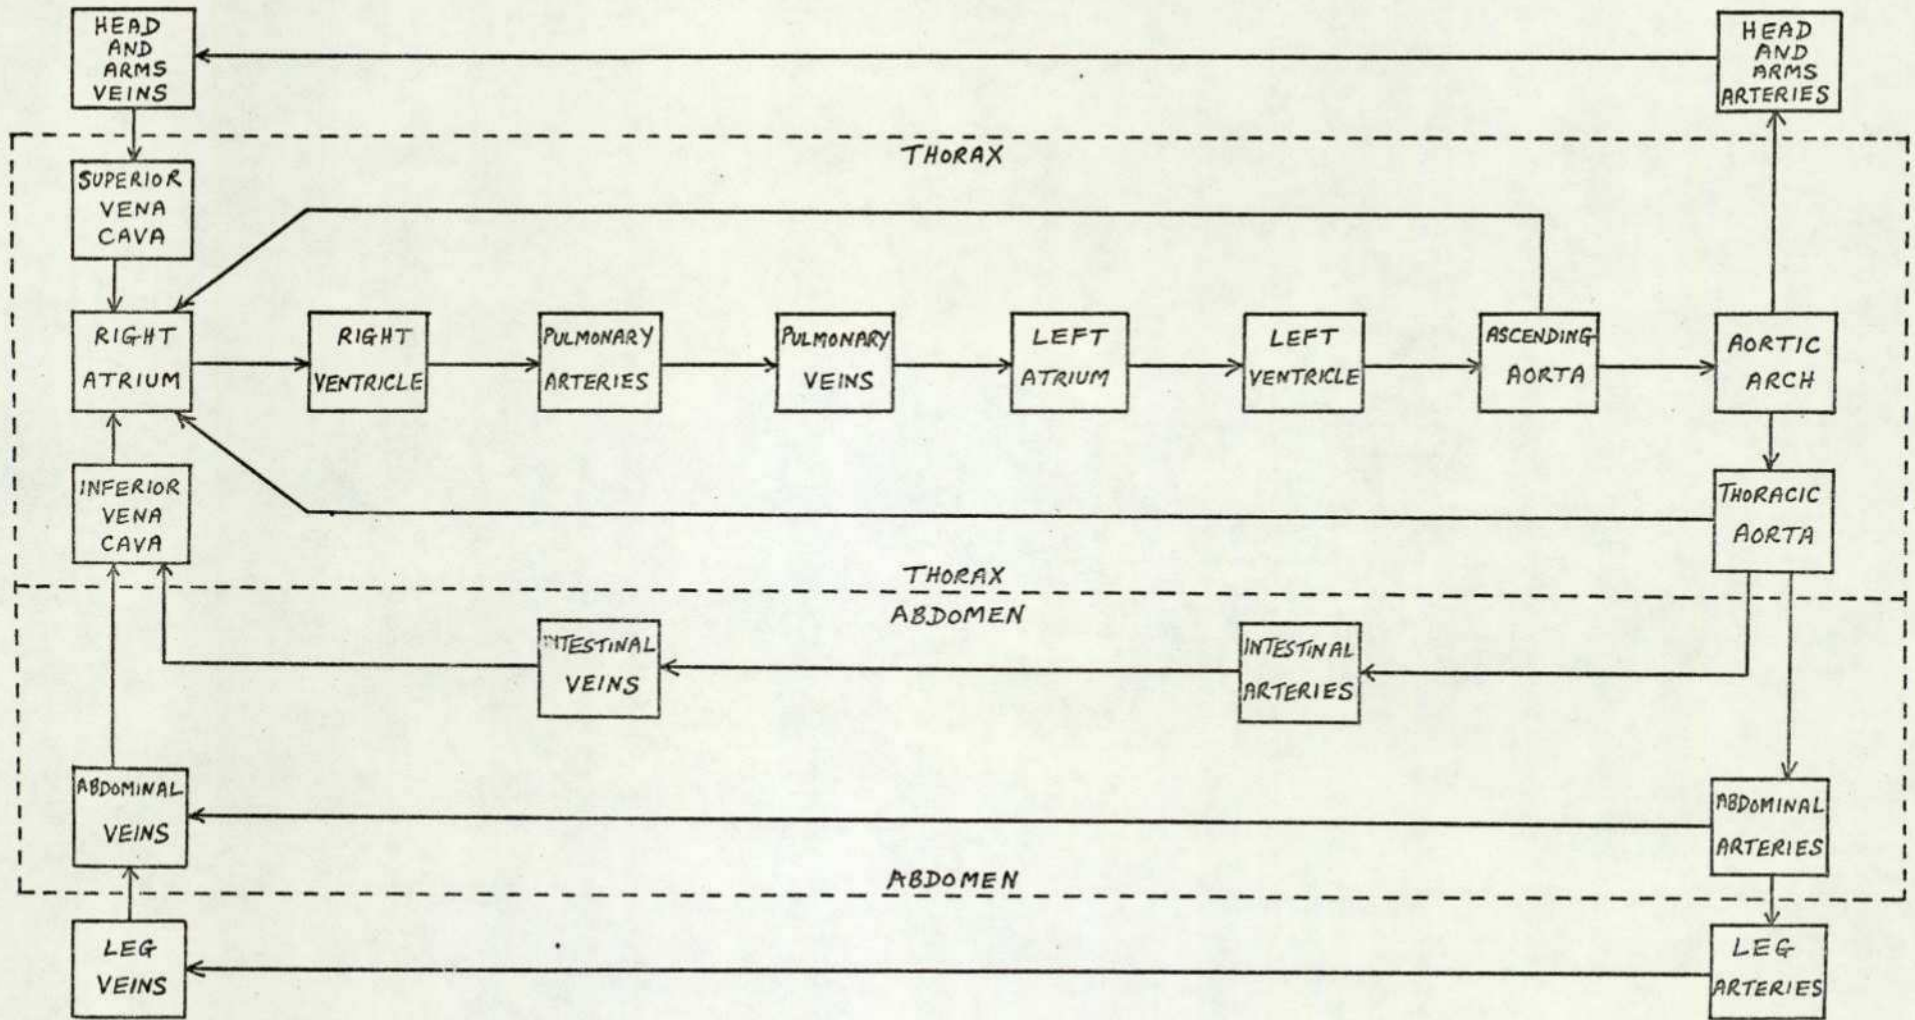 HEAD
AND
ARMS
VEINS
HEAD
AND
ARMS
ARTERIES
THORAX
SUPERIOR
VENA
CAVA
RIGHT
ATRIUM
RIGHT
VENTRICLE
PULMONARY
ARTERIES
PULMONARY
VEINS
LEFT
ATRIUM
LEFT
VENTRICLE
ASCENDING
AORTA
AORTIC
ARCH
INFERIOR
VENA
CAVA
THORACIC
AORTA
THORAX
ABDOMEN
INTESTINAL
VEINS
INTESTINAL
ARTERIES
ABDOMINAL
VEINS
ABDOMINAL
ARTERIES
ABDOMEN
LEG
VEINS
LEG
ARTERIES